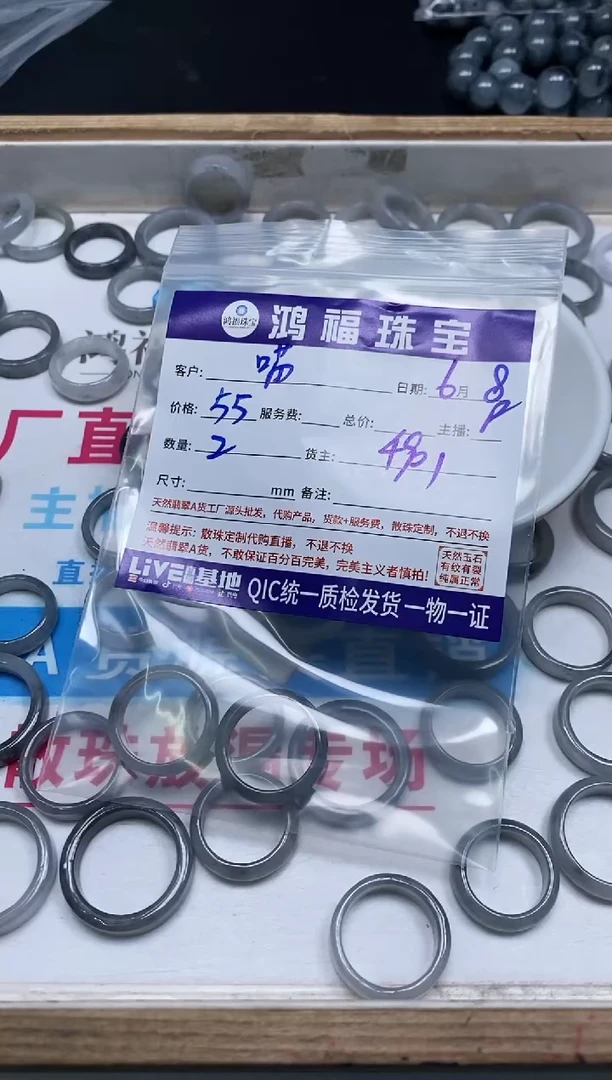 鸿福珠宝
鸿福珠宝
客户: 喵 日期: 6月 8
价格: 55 服务费: 总价: 主播:
数量: 2 货主:
尺寸: mm 备注:
天然翡翠A货工厂源头批发，代购产品，货款+服务费，散珠定制，不退不换
温馨提示: 散珠定制代购直播，不退不换
天然翡翠A货，不敢保证百分百完美，完美主义者慎拍!
天然玉石
有纹有裂
纯属正常
LIVE 基地
QIC统一质检发货 一物一证
厂直
主播
直播
A
散珠放漏专场